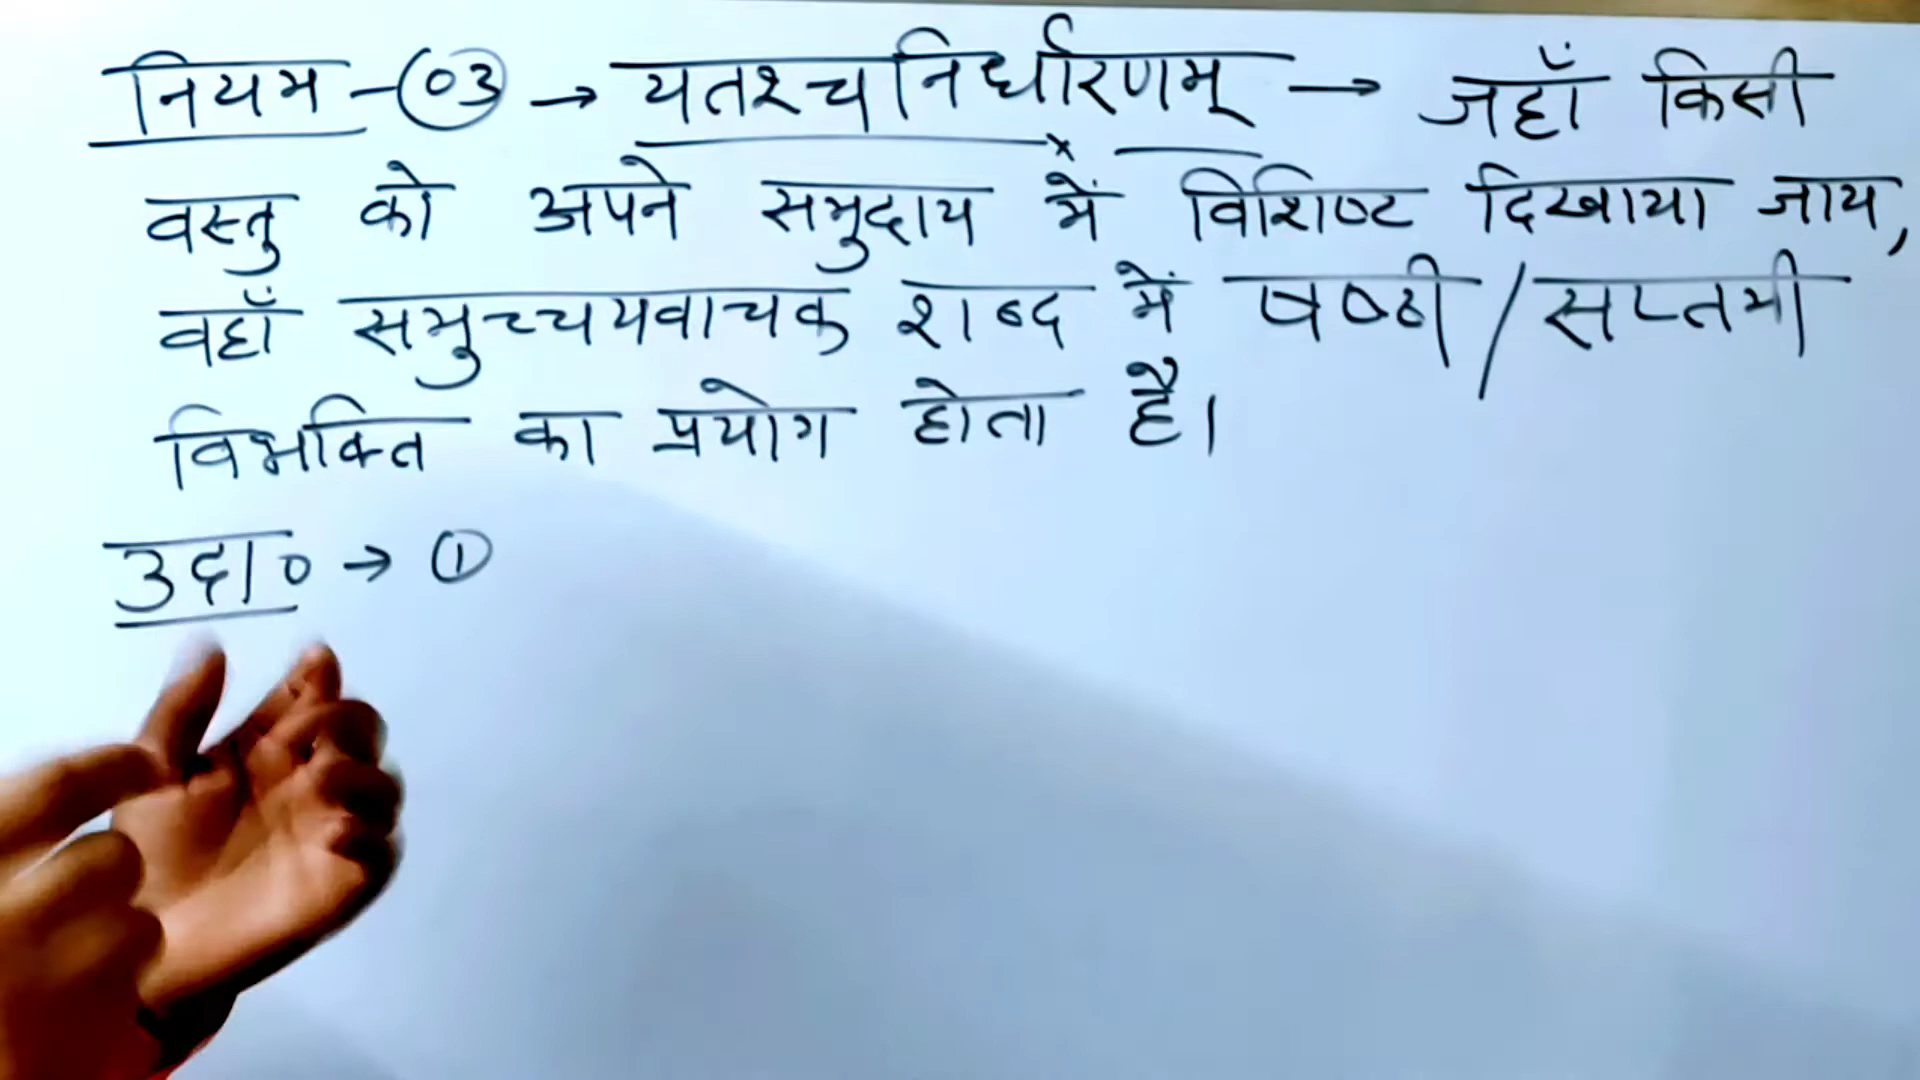 नियम - 03 → यतश्च निर्धारणम् → जहाँ किसी
वस्तु को अपने समुदाय में विशिष्ट दिखाया जाय,
वहाँ समुच्चयवाचक शब्द में षष्ठी / सप्तमी
विभक्ति का प्रयोग होता है।
उदा० → ①